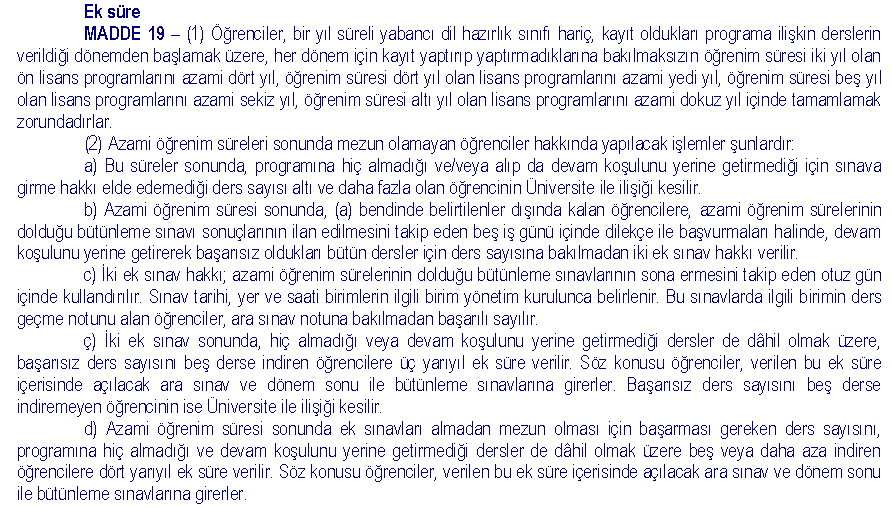 Ek süre
MADDE 19 – (1) Öğrenciler, bir yıl süreli yabancı dil hazırlık sınıfı hariç, kayıt oldukları programa ilişkin derslerin
verildiği dönemden başlamak üzere, her dönem için kayıt yaptırıp yaptırmadıklarına bakılmaksızın öğrenim süresi iki yıl olan
ön lisans programlarını azami dört yıl, öğrenim süresi dört yıl olan lisans programlarını azami yedi yıl, öğrenim süresi beş yıl
olan lisans programlarını azami sekiz yıl, öğrenim süresi altı yıl olan lisans programlarını azami dokuz yıl içinde tamamlamak
zorundadırlar.
(2) Azami öğrenim süreleri sonunda mezun olamayan öğrenciler hakkında yapılacak işlemler şunlardır:
a) Bu süreler sonunda, programına hiç almadığı ve/veya alıp da devam koşulunu yerine getirmediği için sınava
girme hakkı elde edemediği ders sayısı altı ve daha fazla olan öğrencinin Üniversite ile ilişiği kesilir.
b) Azami öğrenim süresi sonunda, (a) bendinde belirtilenler dışında kalan öğrencilere, azami öğrenim sürelerinin
dolduğu bütünleme sınavı sonuçlarının ilan edilmesini takip eden beş iş günü içinde dilekçe ile başvurmaları halinde, devam
koşulunu yerine getirerek başarısız oldukları bütün dersler için ders sayısına bakılmadan iki ek sınav hakkı verilir.
c) İki ek sınav hakkı; azami öğrenim sürelerinin dolduğu bütünleme sınavlarının sona ermesini takip eden otuz gün
içinde kullandırılır. Sınav tarihi, yer ve saati birimlerin ilgili birim yönetim kurulunca belirlenir. Bu sınavlarda ilgili birimin ders
geçme notunu alan öğrenciler, ara sınav notuna bakılmadan başarılı sayılır.
ç) İki ek sınav sonunda, hiç almadığı veya devam koşulunu yerine getirmediği dersler de dâhil olmak üzere,
başarısız ders sayısını beş derse indiren öğrencilere üç yarıyıl ek süre verilir. Söz konusu öğrenciler, verilen bu ek süre
içerisinde açılacak ara sınav ve dönem sonu ile bütünleme sınavlarına girerler. Başarısız ders sayısını beş derse
indiremeyen öğrencinin ise Üniversite ile ilişiği kesilir.
d) Azami öğrenim süresi sonunda ek sınavları almadan mezun olması için başarması gereken ders sayısını,
programına hiç almadığı ve devam koşulunu yerine getirmediği dersler de dâhil olmak üzere beş veya daha aza indiren
öğrencilere dört yarıyıl ek süre verilir. Söz konusu öğrenciler, verilen bu ek süre içerisinde açılacak ara sınav ve dönem sonu
ile bütünleme sınavlarına girerler.